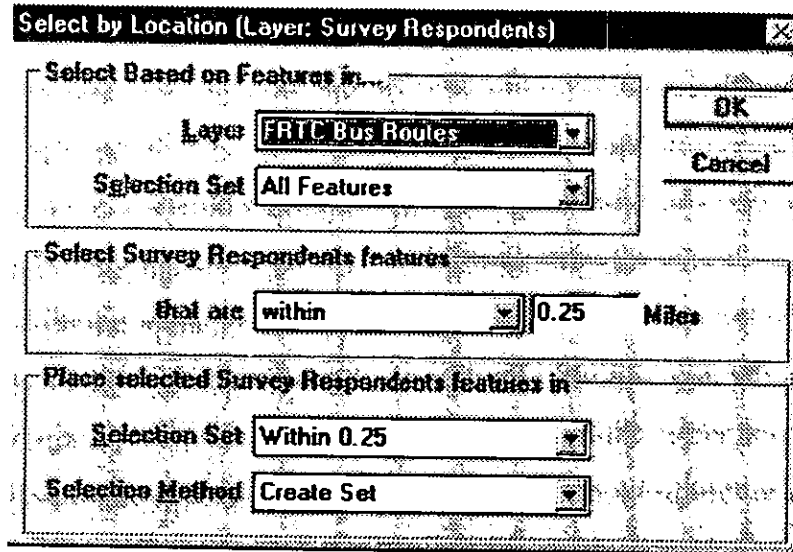 Select by Location (Layer: Survey Respondents)
Select Based on Features in...
Layer FRTC Bus Routes
Selection Set All Features
OK
Cancel
Select Survey Respondents features
that are within 0.25 Miles
Place selected Survey Respondents features in
Selection Set Within 0.25
Selection Method Create Set